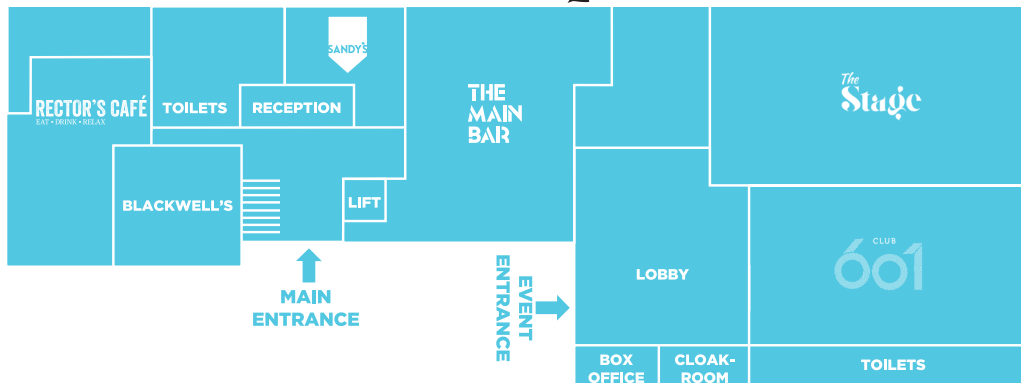 SANDY'S
RECTOR'S CAFÉ
EAT • DRINK • RELAX
TOILETS
RECEPTION
THE
MAIN
BAR
The
Stage
BLACKWELL'S
LIFT
CLUB
601
LOBBY
MAIN
ENTRANCE
EVENT
ENTRANCE
BOX
OFFICE
CLOAK-
ROOM
TOILETS